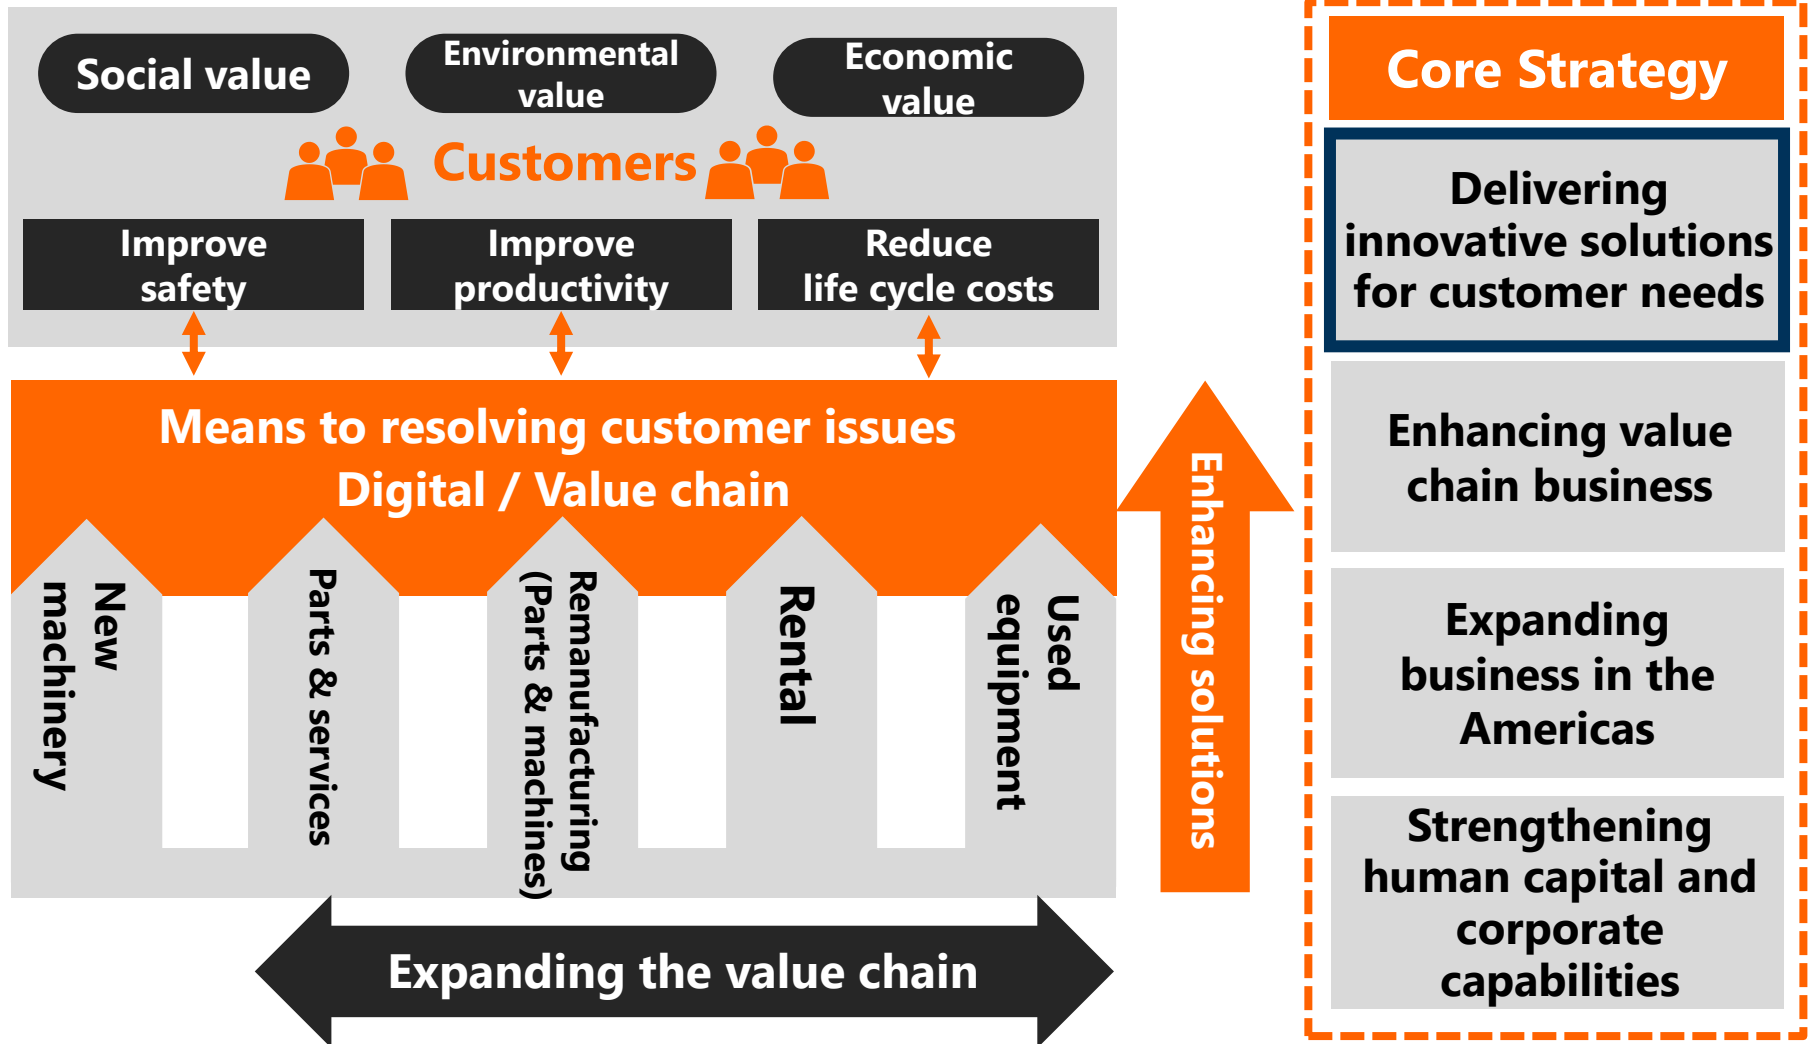 Social value
Environmental
value
Economic
value
Customers
Improve
safety
Improve
productivity
Reduce
life cycle costs
Means to resolving customer issues
Digital / Value chain
New
machinery
Parts & services
Remanufacturing
(Parts & machines)
Rental
Used
equipment
Expanding the value chain
Enhancing solutions
Core Strategy
Delivering
innovative solutions
for customer needs
Enhancing value
chain business
Expanding
business in the
Americas
Strengthening
human capital and
corporate
capabilities